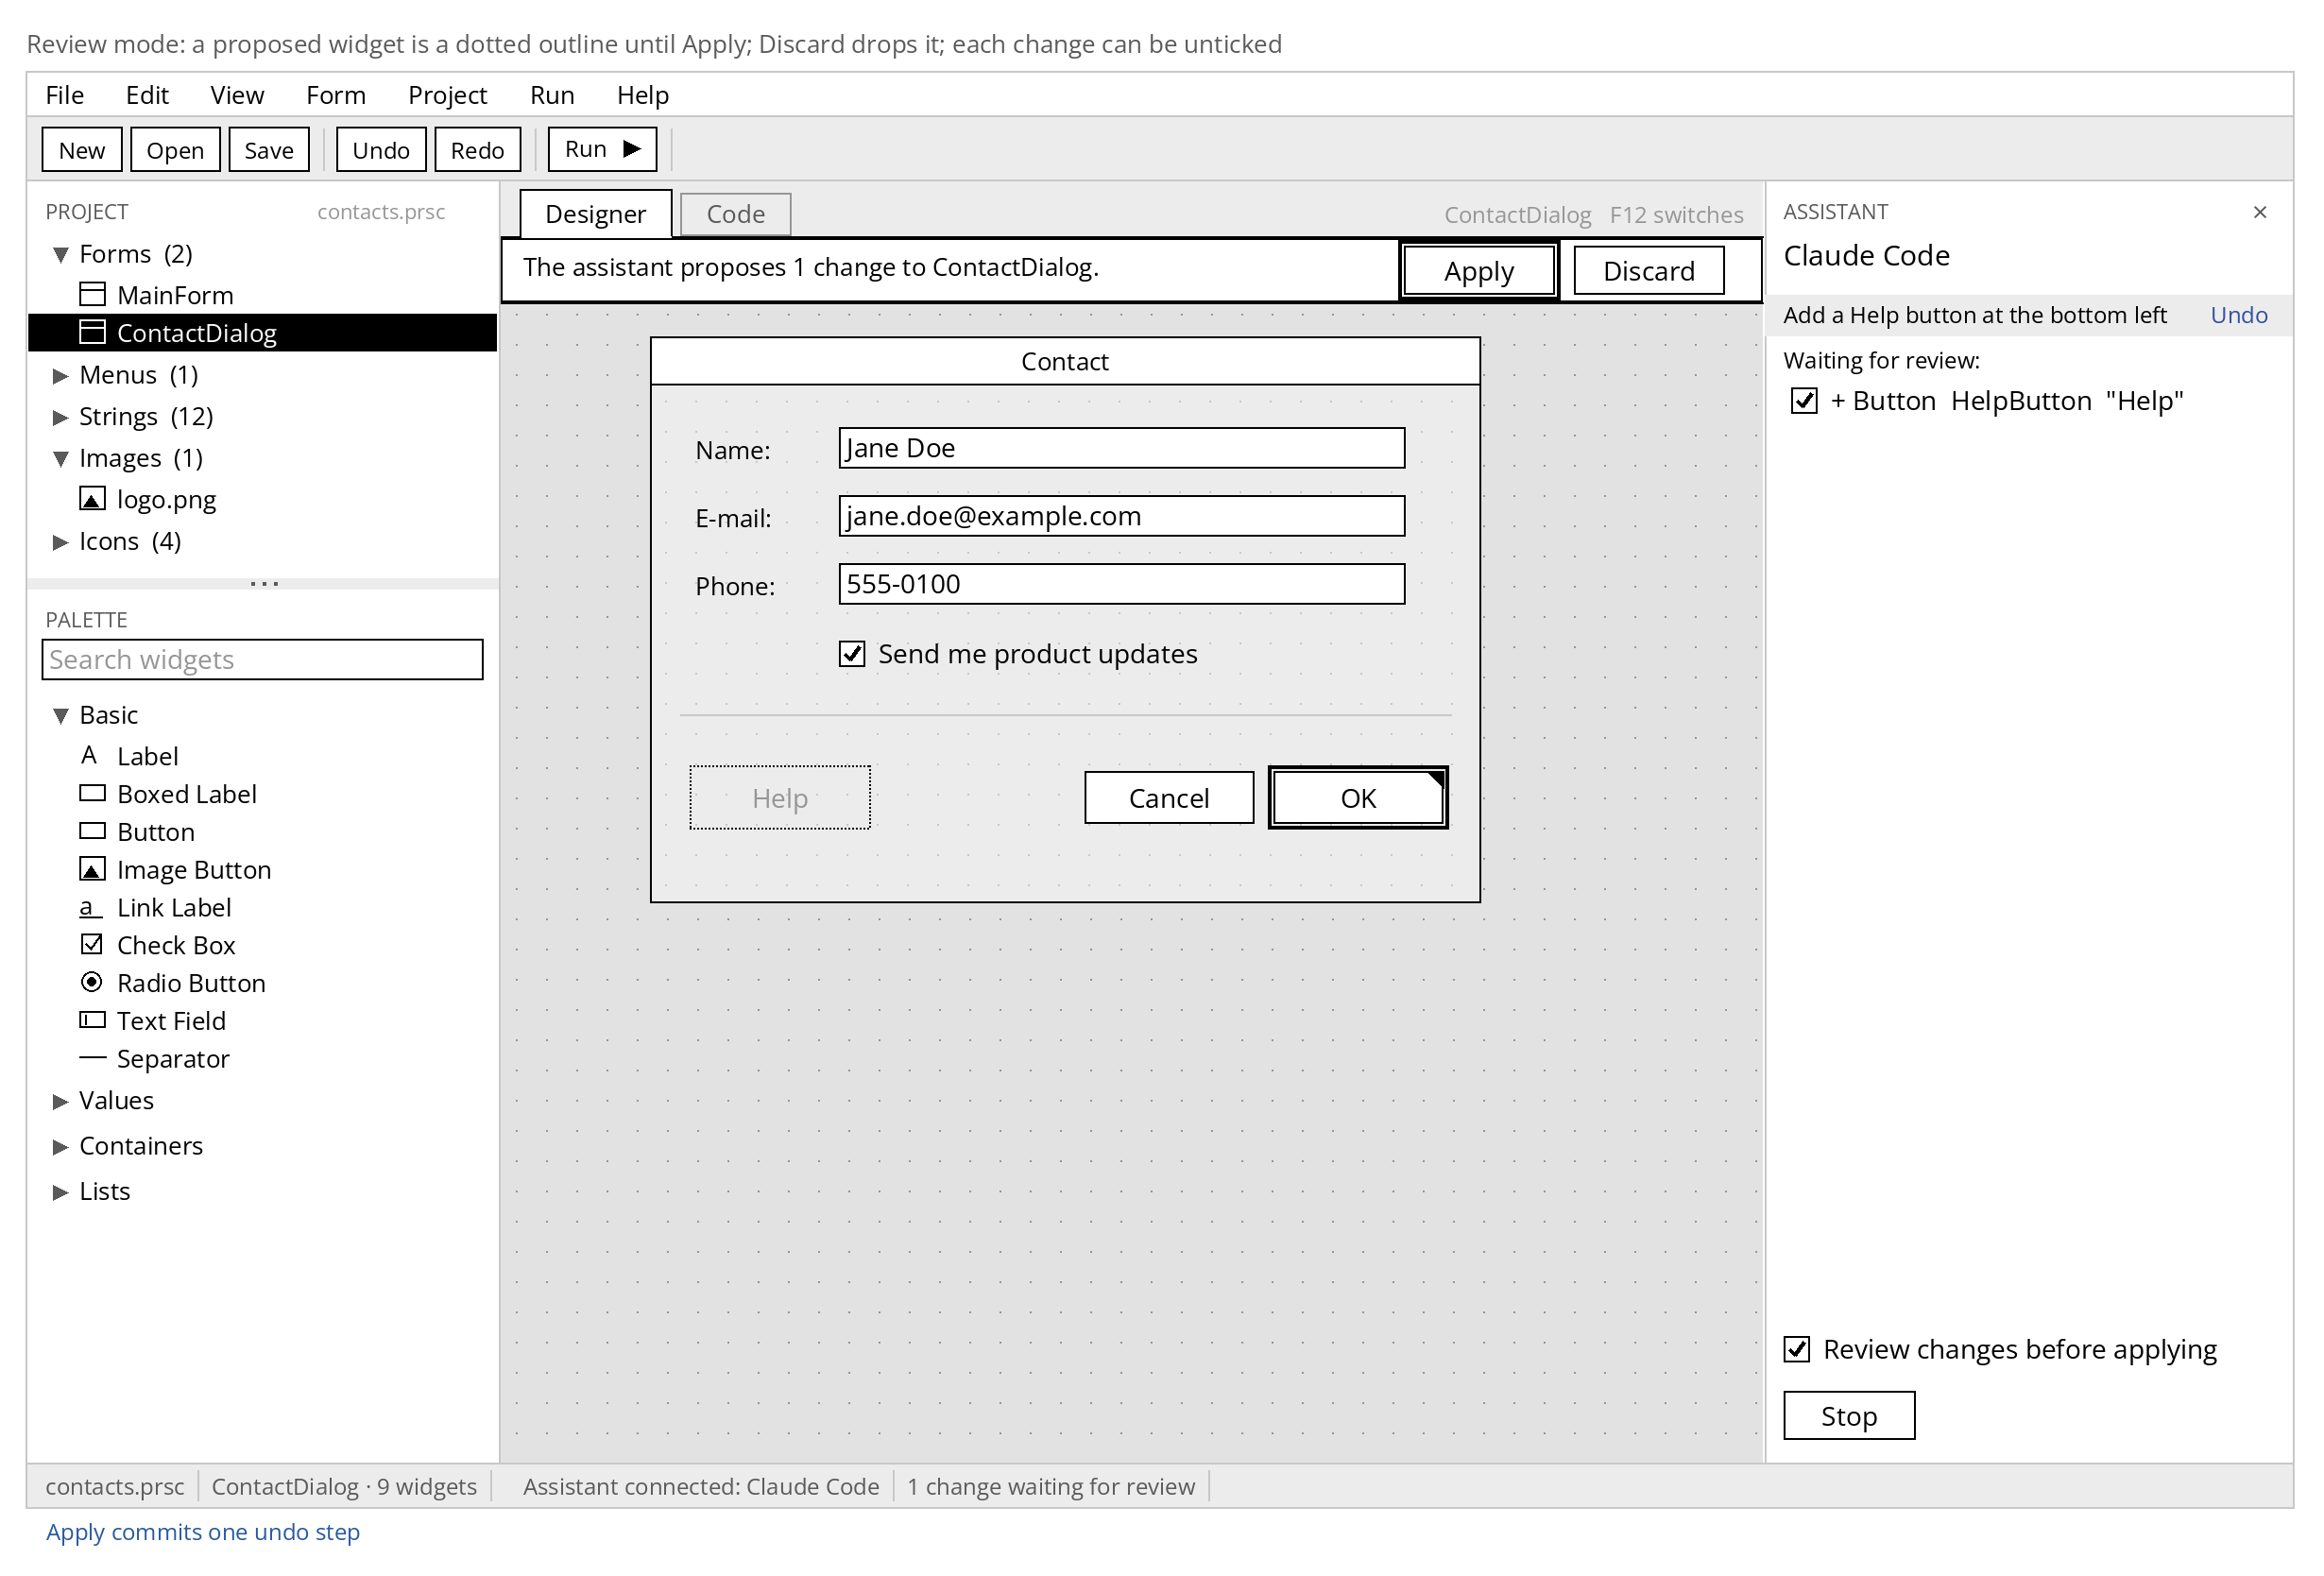 Review mode: a proposed widget is a dotted outline until Apply; Discard drops it; each change can be unticked
File Edit View Form Project Run Help
New Open Save Undo Redo Run
PROJECT contacts.prsc
Forms (2)
MainForm
ContactDialog
Menus (1)
Strings (12)
Images (1)
logo.png
Icons (4)
PALETTE
Search widgets
Basic
A Label
Boxed Label
Button
Image Button
a Link Label
Check Box
Radio Button
Text Field
Separator
Values
Containers
Lists
Designer Code ContactDialog F12 switches
The assistant proposes 1 change to ContactDialog. Apply Discard
Contact
Name: Jane Doe
E-mail: jane.doe@example.com
Phone: 555-0100
Send me product updates
Help Cancel OK
ASSISTANT ×
Claude Code
Add a Help button at the bottom left Undo
Waiting for review:
+ Button HelpButton "Help"
Review changes before applying
Stop
contacts.prsc ContactDialog · 9 widgets Assistant connected: Claude Code 1 change waiting for review
Apply commits one undo step